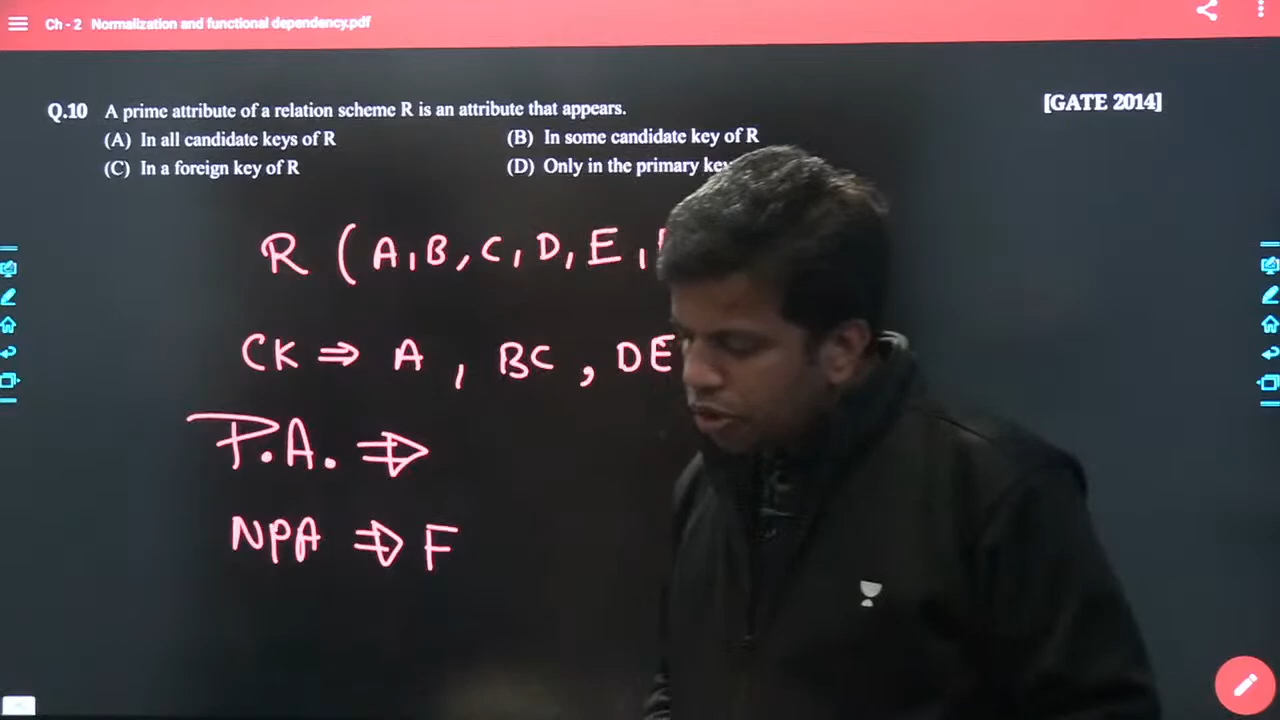 Ch - 2 Normalization and functional dependency.pdf
Q.10 A prime attribute of a relation scheme R is an attribute that appears. [GATE 2014]
(A) In all candidate keys of R (B) In some candidate key of R
(C) In a foreign key of R (D) Only in the primary key
R ( A, B, C, D, E,
CK ⇒ A , BC , DE
P.A. ⇒
NPA ⇒ F